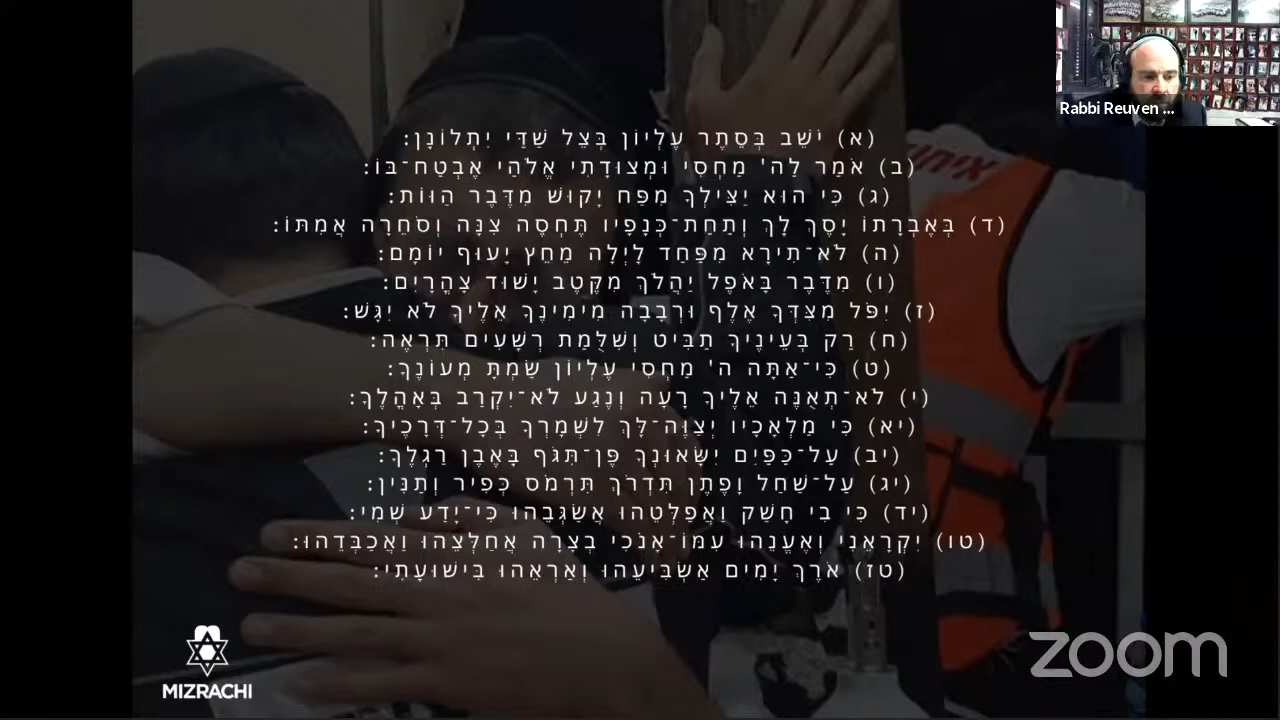 (א) יֹשֵׁב בְּסֵתֶר עֶלְיוֹן בְּצֵל שַׁדַּי יִתְלוֹנָן:
(ב) אֹמַר לַה' מַחְסִי וּמְצוּדָתִי אֱלֹהַי אֶבְטַח־בּוֹ:
(ג) כִּי הוּא יַצִּילְךָ מִפַּח יָקוּשׁ מִדֶּבֶר הַוּוֹת:
(ד) בְּאֶבְרָתוֹ יָסֶךְ לָךְ וְתַחַת־כְּנָפָיו תֶּחְסֶה צִנָּה וְסֹחֵרָה אֲמִתּוֹ:
(ה) לֹא־תִירָא מִפַּחַד לָיְלָה מֵחֵץ יָעוּף יוֹמָם:
(ו) מִדֶּבֶר בָּאֹפֶל יַהֲלֹךְ מִקֶּטֶב יָשׁוּד צָהֳרָיִם:
(ז) יִפֹּל מִצִּדְּךָ אֶלֶף וּרְבָבָה מִימִינֶךָ אֵלֶיךָ לֹא יִגָּשׁ:
(ח) רַק בְּעֵינֶיךָ תַבִּיט וְשִׁלֻּמַת רְשָׁעִים תִּרְאֶה:
(ט) כִּי־אַתָּה ה' מַחְסִי עֶלְיוֹן שַׂמְתָּ מְעוֹנֶךָ:
(י) לֹא־תְאֻנֶּה אֵלֶיךָ רָעָה וְנֶגַע לֹא־יִקְרַב בְּאָהֳלֶךָ:
(יא) כִּי מַלְאָכָיו יְצַוֶּה־לָּךְ לִשְׁמָרְךָ בְּכָל־דְּרָכֶיךָ:
(יב) עַל־כַּפַּיִם יִשָּׂאוּנְךָ פֶּן־תִּגֹּף בָּאֶבֶן רַגְלֶךָ:
(יג) עַל־שַׁחַל וָפֶתֶן תִּדְרֹךְ תִּרְמֹס כְּפִיר וְתַנִּין:
(יד) כִּי בִי חָשַׁק וַאֲפַלְּטֵהוּ אֲשַׂגְּבֵהוּ כִּי־יָדַע שְׁמִי:
(טו) יִקְרָאֵנִי וְאֶעֱנֵהוּ עִמּוֹ־אָנֹכִי בְצָרָה אֲחַלְּצֵהוּ וַאֲכַבְּדֵהוּ:
(טז) אֹרֶךְ יָמִים אַשְׂבִּיעֵהוּ וְאַרְאֵהוּ בִּישׁוּעָתִי:
Rabbi Reuven ...
MIZRACHI
zoom